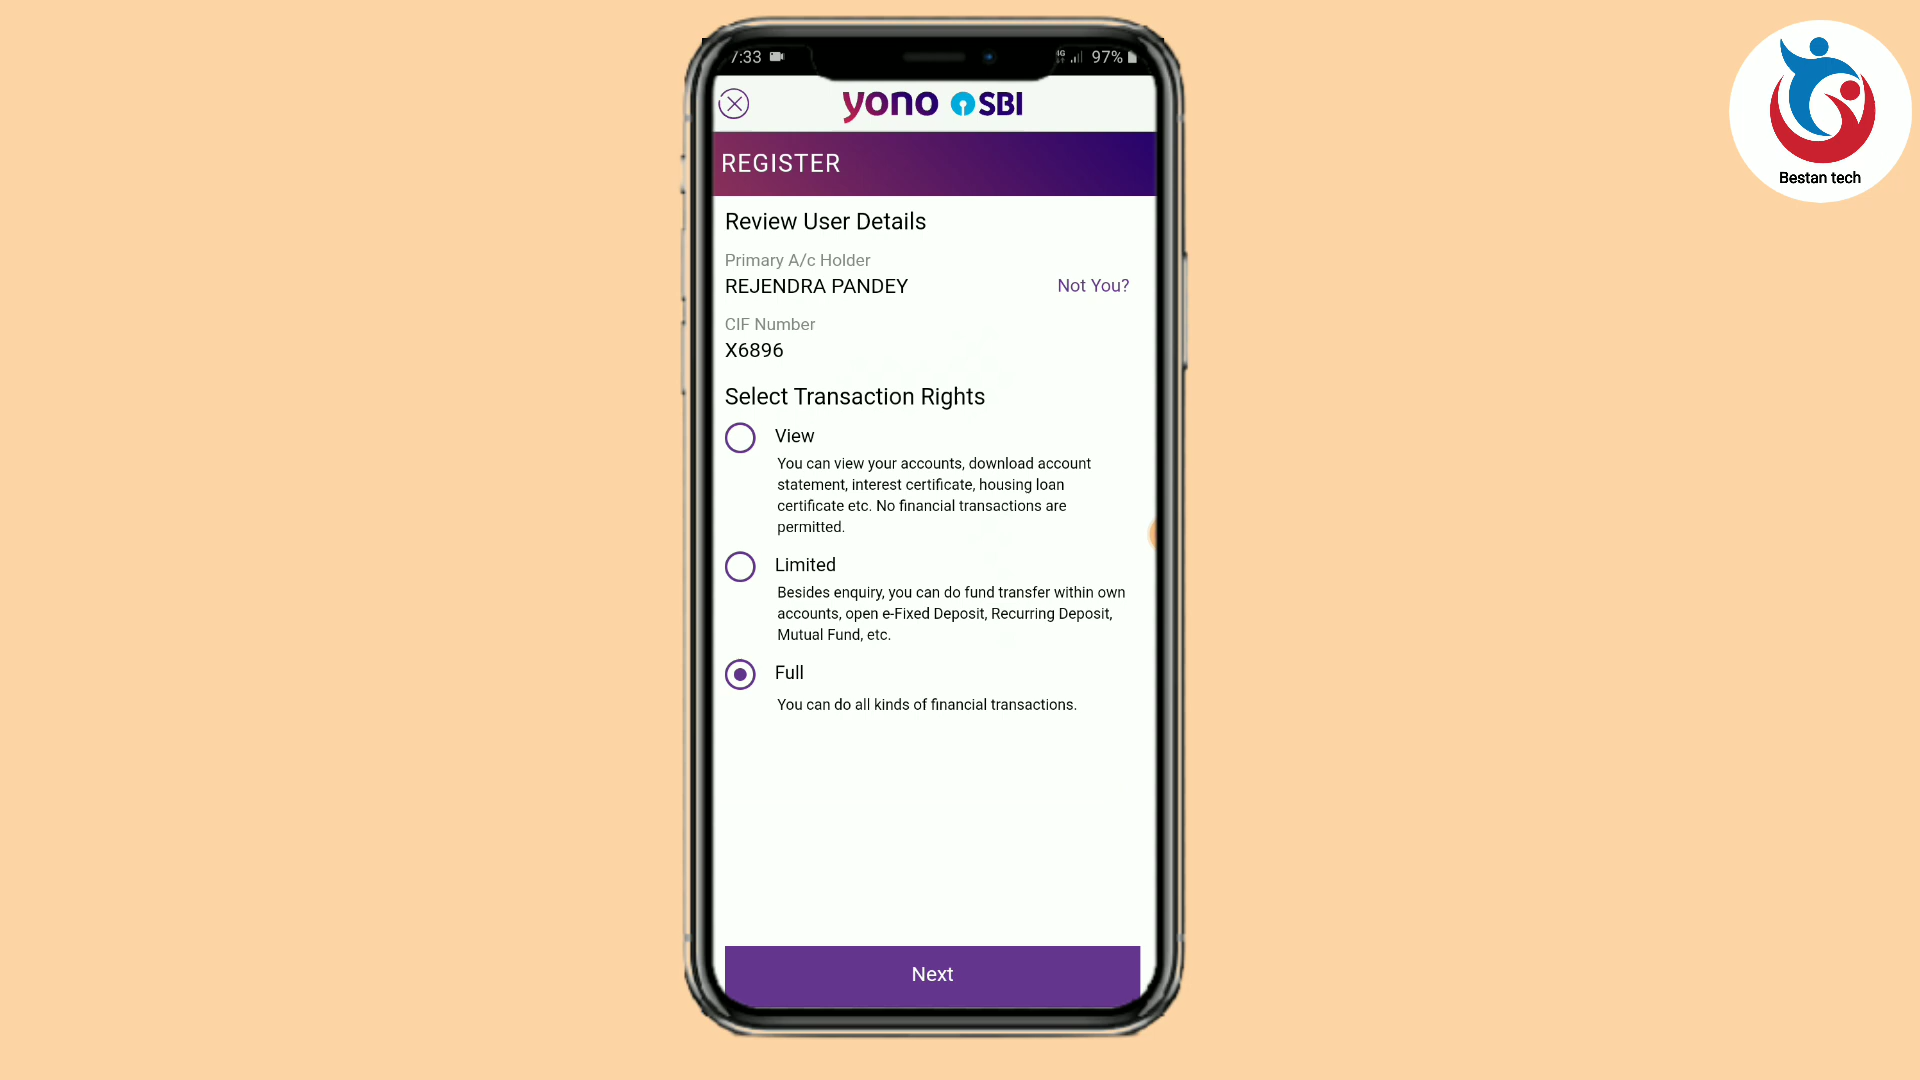 7:33
4G 97%
yono SBI
REGISTER
Review User Details
Primary A/c Holder
REJENDRA PANDEY
Not You?
CIF Number
X6896
Select Transaction Rights
View
You can view your accounts, download account
statement, interest certificate, housing loan
certificate etc. No financial transactions are
permitted.
Limited
Besides enquiry, you can do fund transfer within own
accounts, open e-Fixed Deposit, Recurring Deposit,
Mutual Fund, etc.
Full
You can do all kinds of financial transactions.
Next
Bestan tech